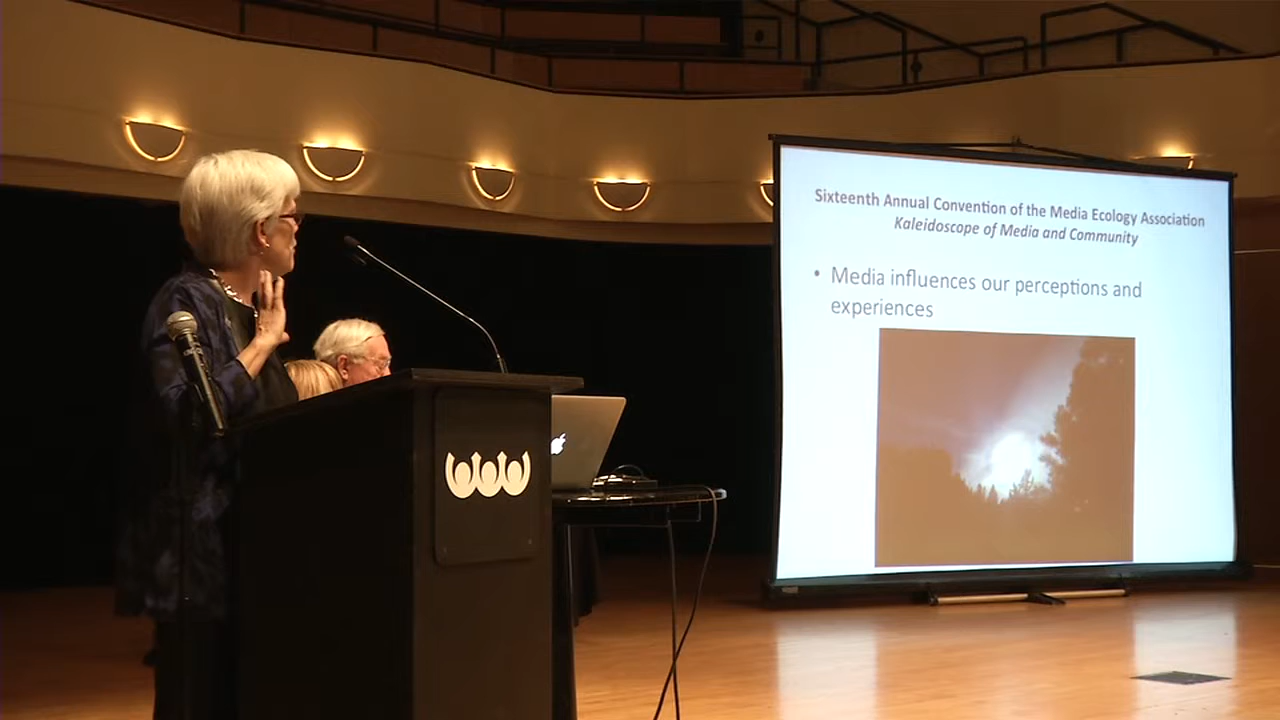 Sixteenth Annual Convention of the Media Ecology Association
Kaleidoscope of Media and Community
• Media influences our perceptions and
experiences